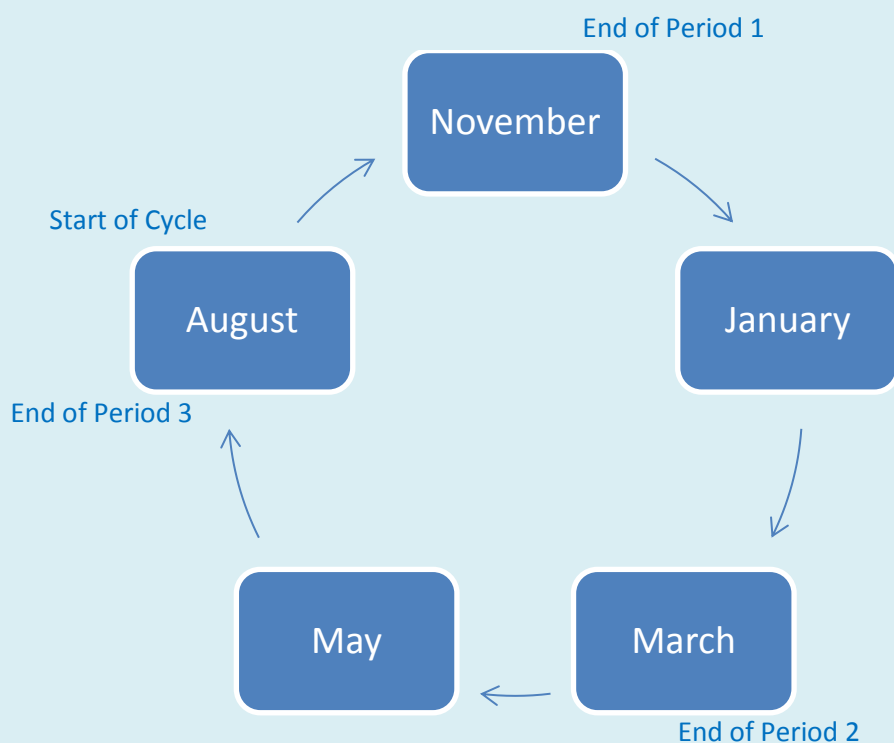 End of Period 1
November
Start of Cycle
August
January
End of Period 3
May
March
End of Period 2